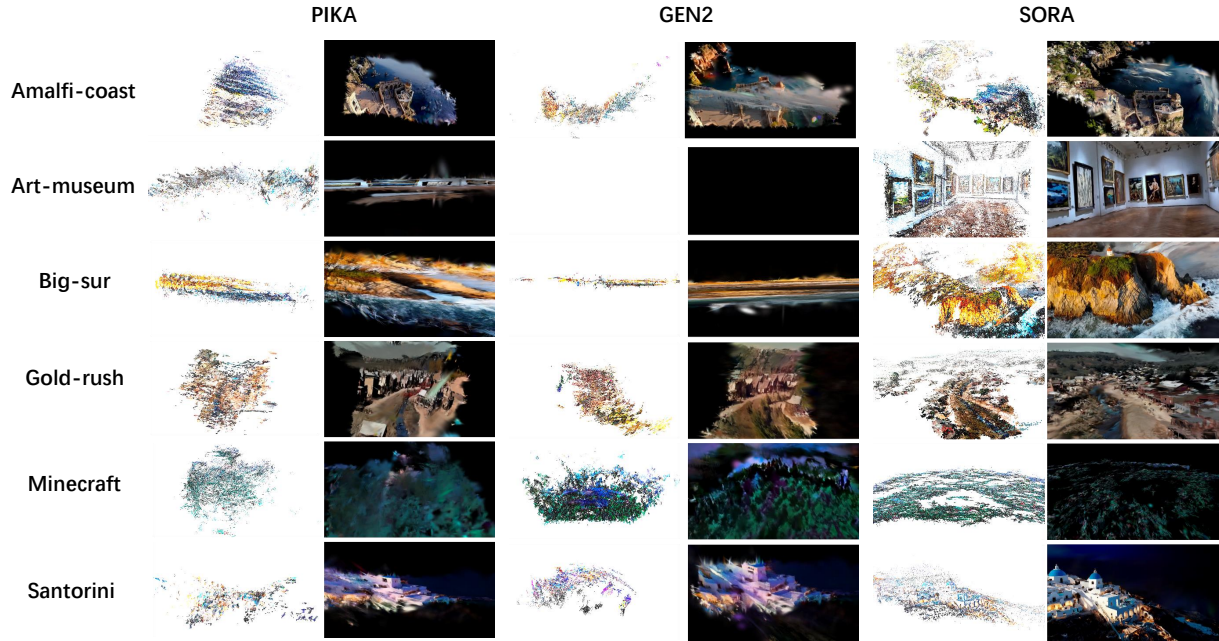 PIKA GEN2 SORA
Amalfi-coast
Art-museum
Big-sur
Gold-rush
Minecraft
Santorini